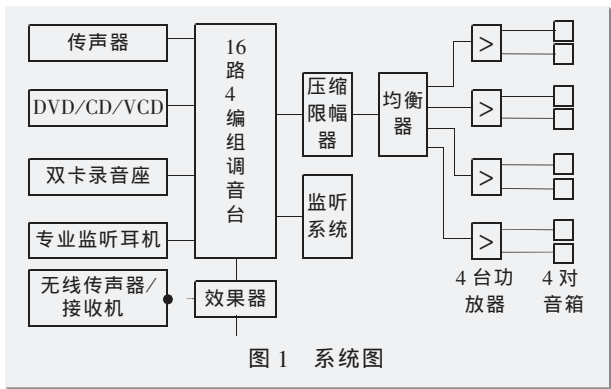 传声器
DVD/CD/VCD
双卡录音座
专业监听耳机
无线传声器/
接收机
16
路
4
编
组
调
音
台
效果器
压缩
限幅
器
监听
系统
均衡
器
>
>
>
>
4台功
放器
4对
音箱
图1 系统图